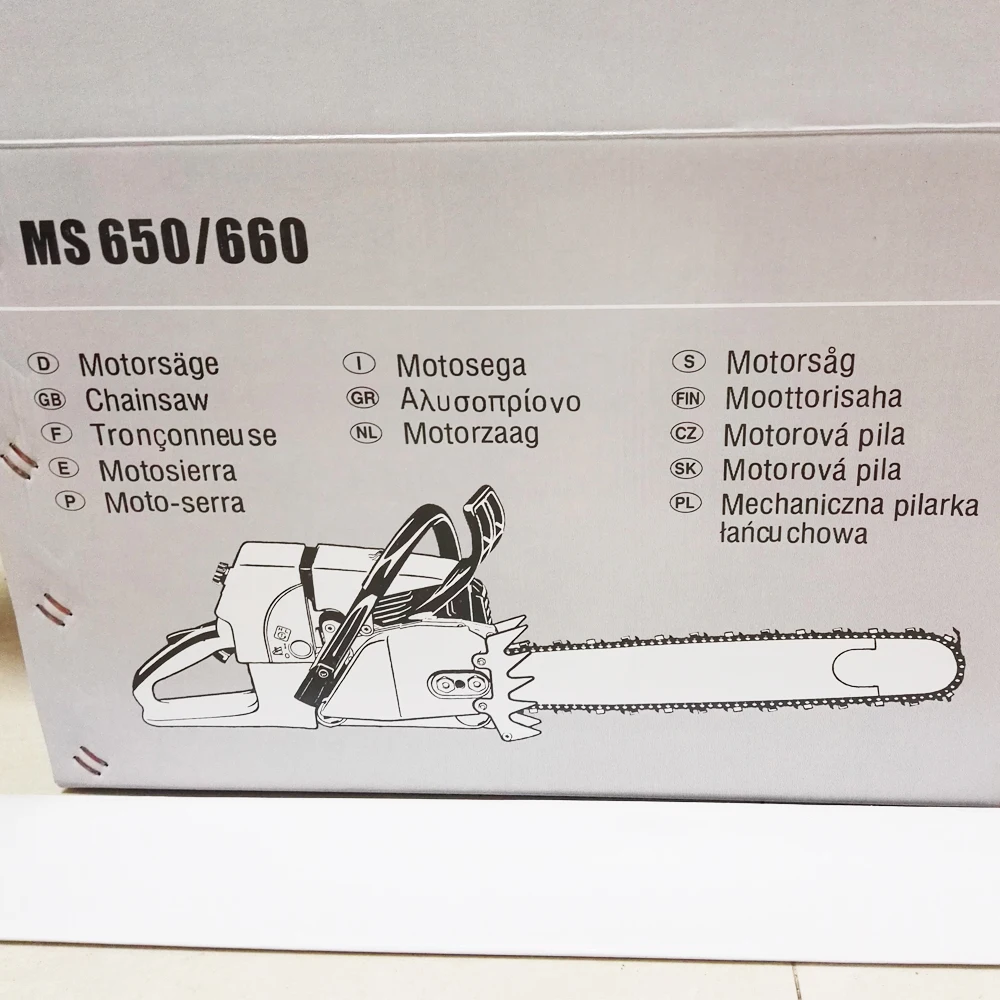 MS 650/660
D Motorsäge
GB Chainsaw
F Tronçonneuse
E Motosierra
P Moto-serra
I Motosega
GR Αλυσοπρίονο
NL Motorzaag
S Motorsåg
FIN Moottorisaha
CZ Motorová pila
SK Motorová pila
PL Mechaniczna pilarka
łańcuchowa